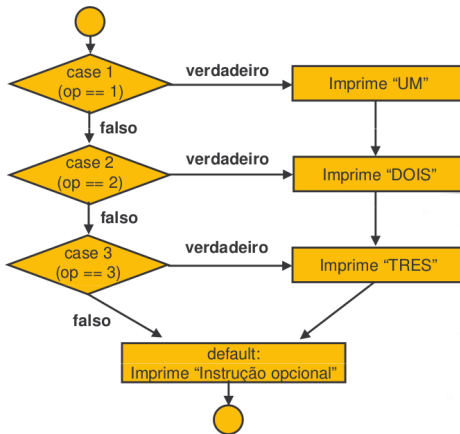 case 1
(op == 1)
verdadeiro
Imprime “UM”
falso
case 2
(op == 2)
verdadeiro
Imprime “DOIS”
falso
case 3
(op == 3)
verdadeiro
Imprime “TRES”
falso
default:
Imprime “Instrução opcional”